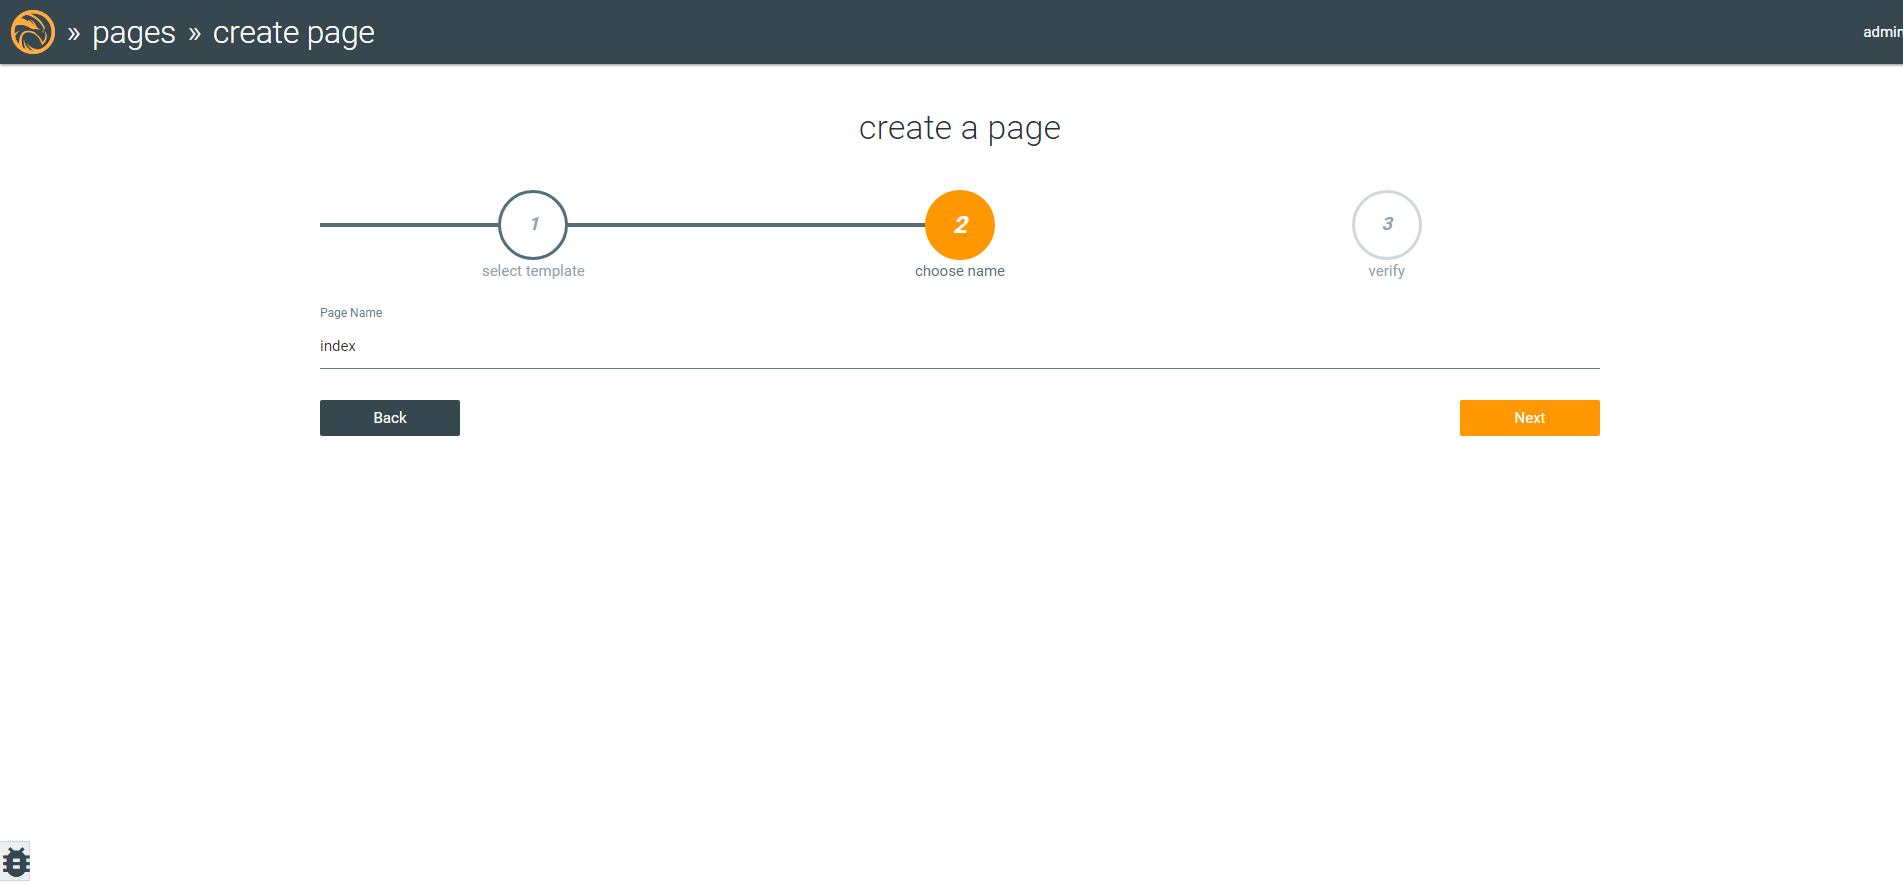 » pages » create page
admin
create a page
1
2
3
select template
choose name
verify
Page Name
index
Back
Next